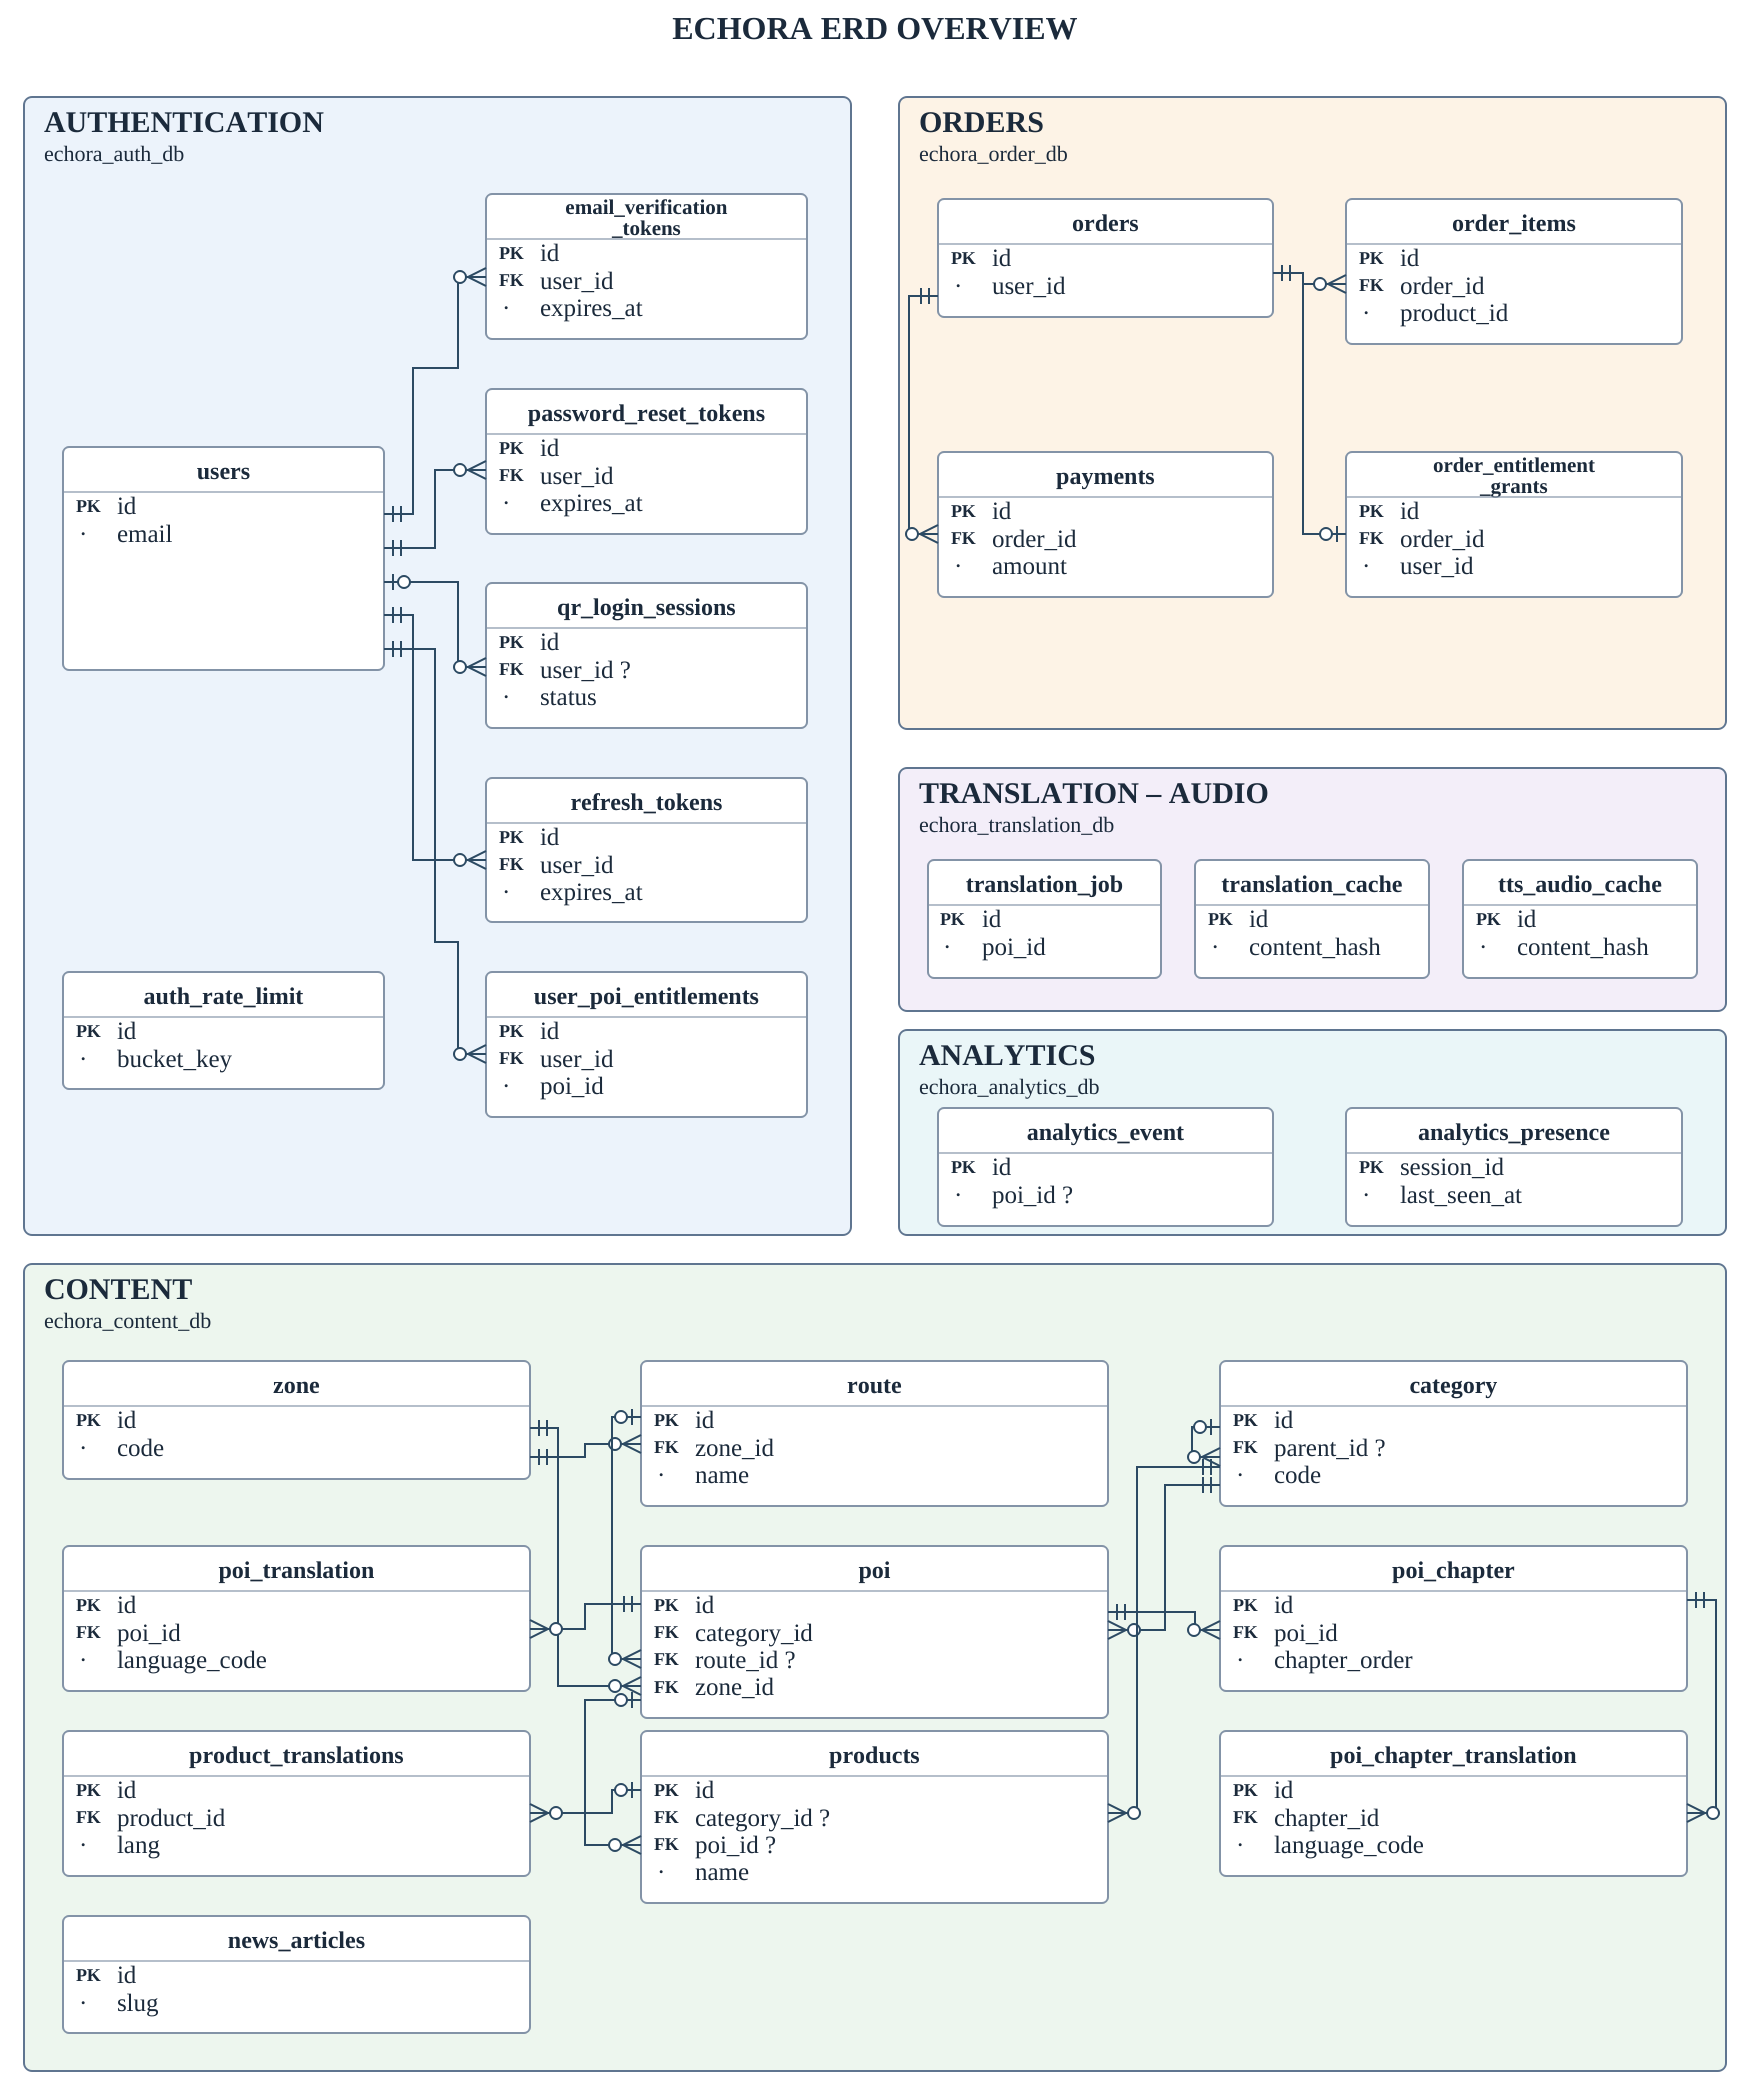 ECHORA ERD OVERVIEW
AUTHENTICATION
echora_auth_db
email_verification
_tokens
PK id
FK user_id
· expires_at
password_reset_tokens
PK id
FK user_id
· expires_at
users
PK id
· email
qr_login_sessions
PK id
FK user_id ?
· status
refresh_tokens
PK id
FK user_id
· expires_at
auth_rate_limit
PK id
· bucket_key
user_poi_entitlements
PK id
FK user_id
· poi_id
ORDERS
echora_order_db
orders
PK id
· user_id
order_items
PK id
FK order_id
· product_id
payments
PK id
FK order_id
· amount
order_entitlement
_grants
PK id
FK order_id
· user_id
TRANSLATION – AUDIO
echora_translation_db
translation_job
PK id
· poi_id
translation_cache
PK id
· content_hash
tts_audio_cache
PK id
· content_hash
ANALYTICS
echora_analytics_db
analytics_event
PK id
· poi_id ?
analytics_presence
PK session_id
· last_seen_at
CONTENT
echora_content_db
zone
PK id
· code
route
PK id
FK zone_id
· name
category
PK id
FK parent_id ?
· code
poi_translation
PK id
FK poi_id
· language_code
poi
PK id
FK category_id
FK route_id ?
FK zone_id
poi_chapter
PK id
FK poi_id
· chapter_order
product_translations
PK id
FK product_id
· lang
products
PK id
FK category_id ?
FK poi_id ?
· name
poi_chapter_translation
PK id
FK chapter_id
· language_code
news_articles
PK id
· slug